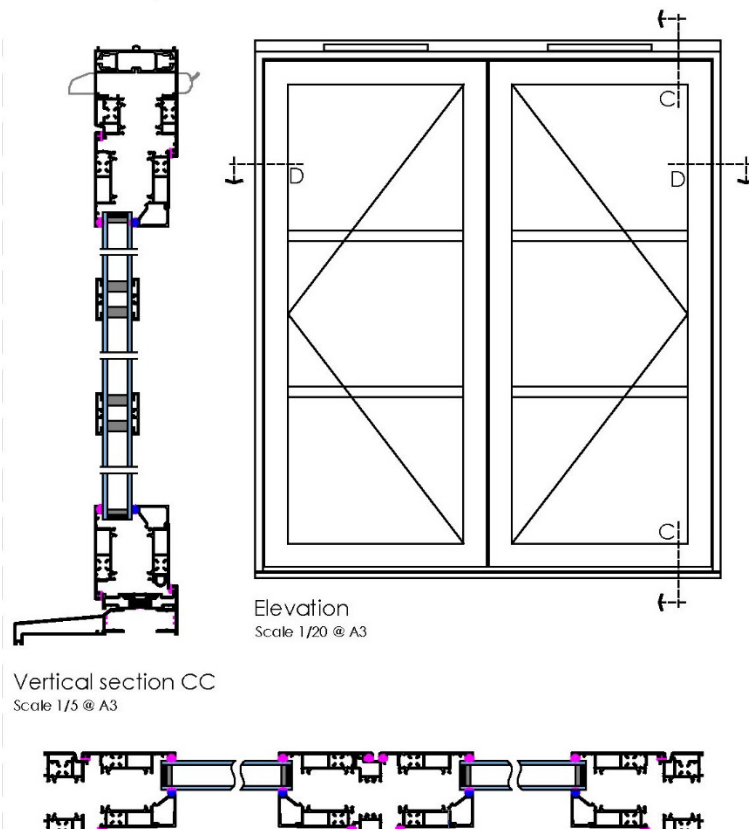 C
D
D
C
Elevation
Scale 1/20 @ A3
Vertical section CC
Scale 1/5 @ A3